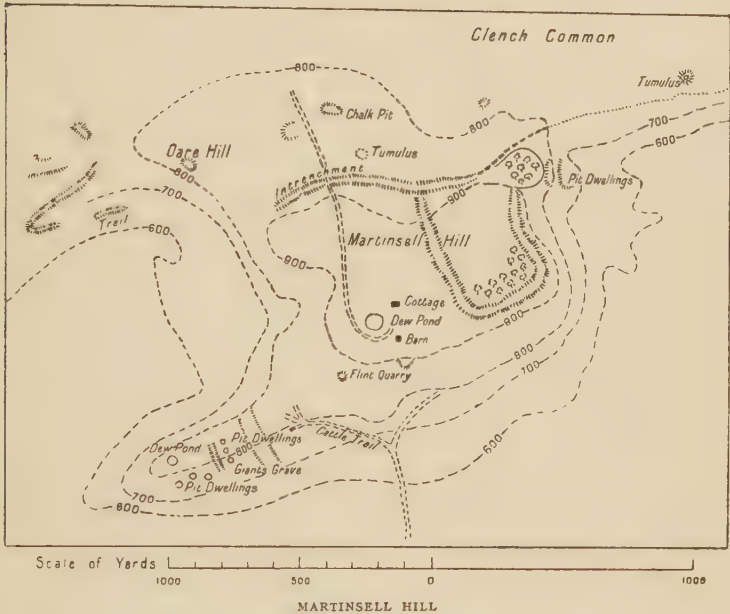 Clench Common
Tumulus
800
Chalk Pit
800
700
600
Oare Hill
Tumulus
800
Intrenchment
Pit Dwellings
700
900
Trail
600
Martinsell Hill
900
Cottage
Dew Pond
900
Barn
800
700
Flint Quarry
600
Cattle Trail
Pit Dwellings
Dew Pond
800
Giants Grave
Pit Dwellings
700
600
Scale of Yards
1000 500 0 1000
MARTINSELL HILL